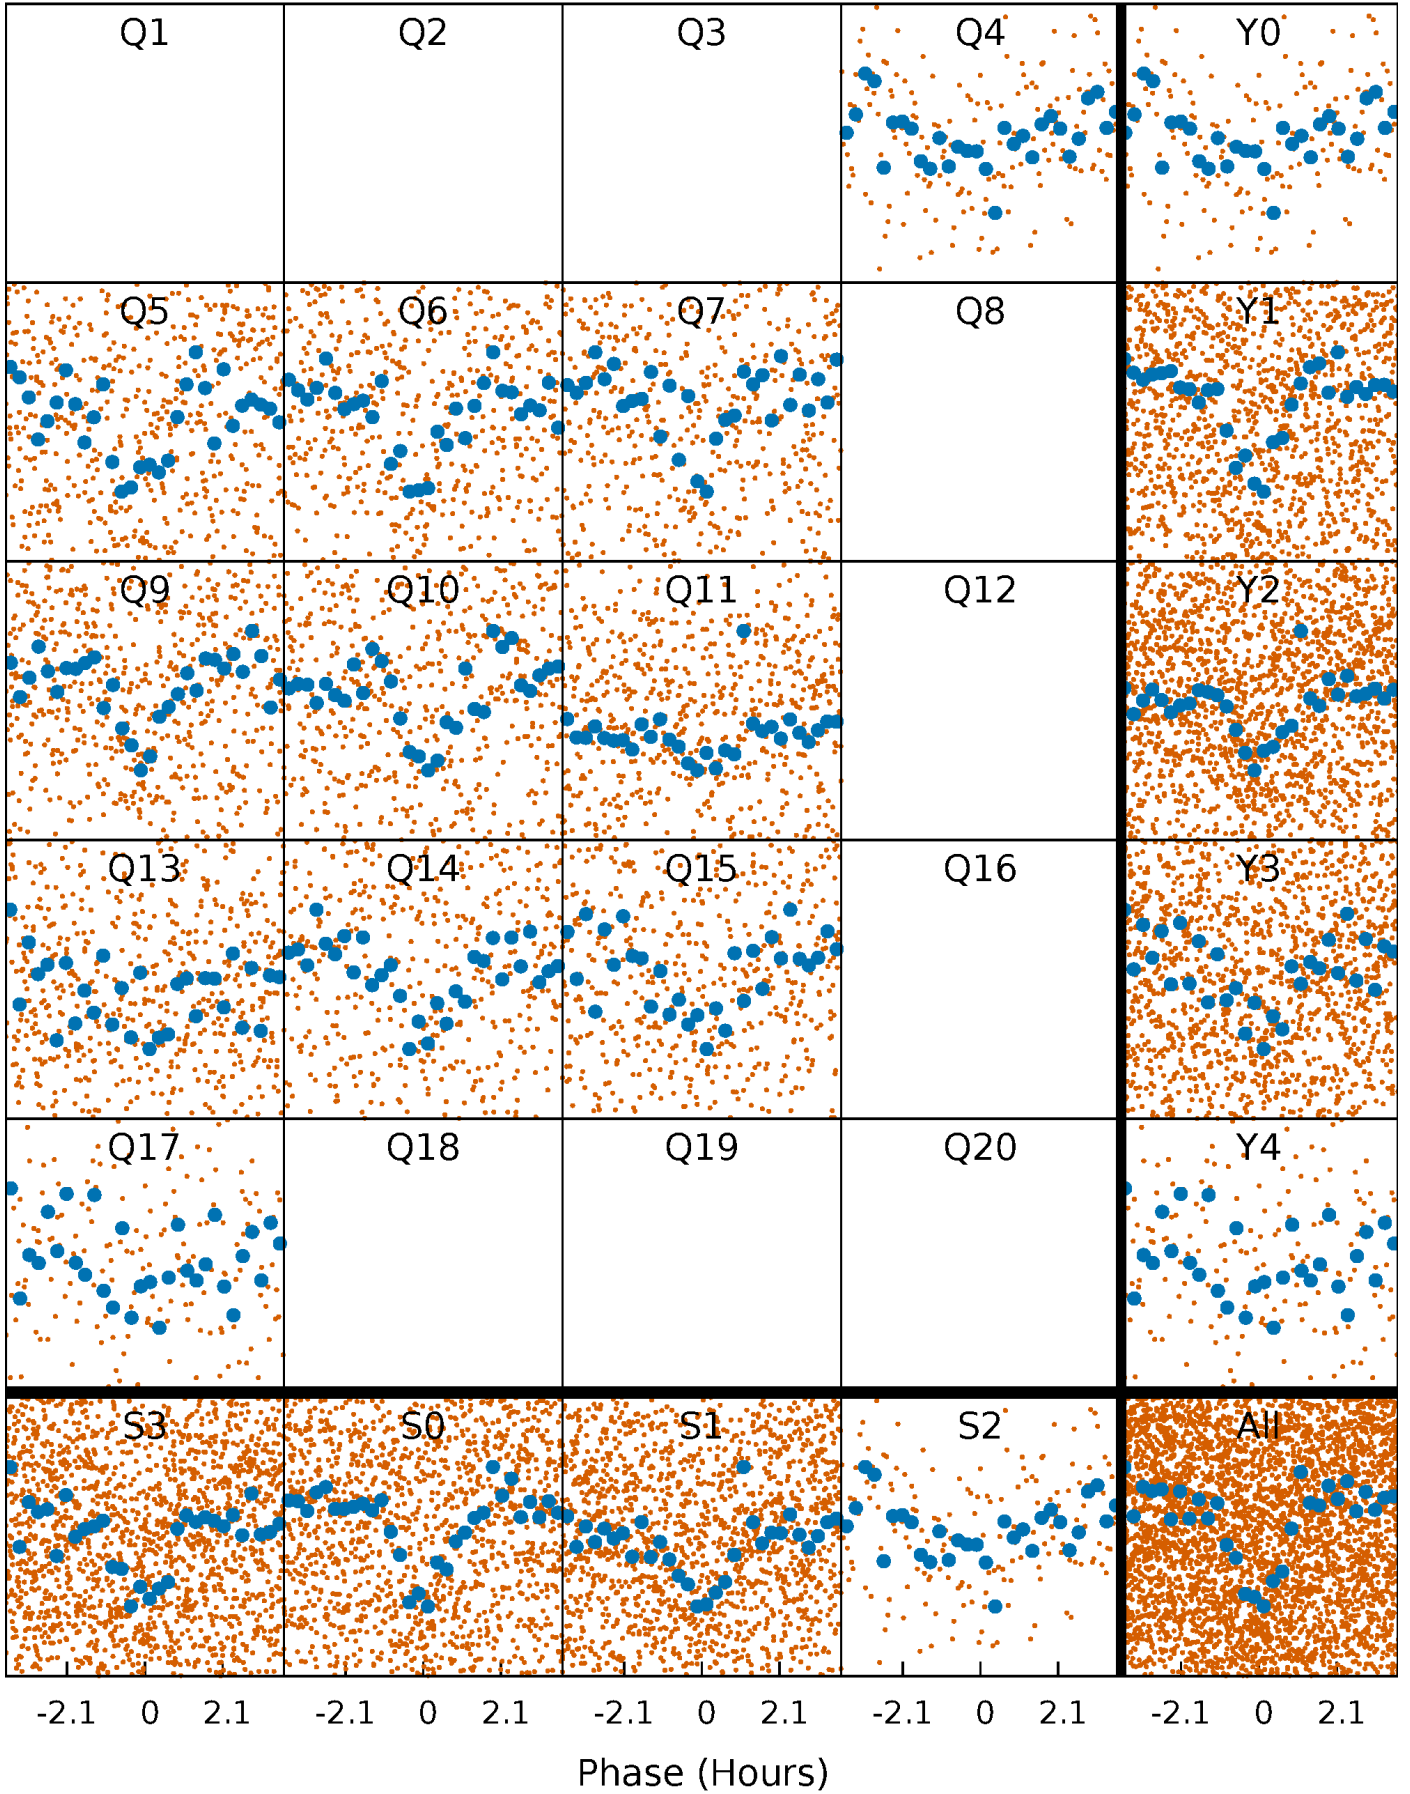 Q1 Q2 Q3 Q4 Y0
Q5 Q6 Q7 Q8 Y1
Q9 Q10 Q11 Q12 Y2
Q13 Q14 Q15 Q16 Y3
Q17 Q18 Q19 Q20 Y4
S3 S0 S1 S2 All
-2.1 0 2.1 -2.1 0 2.1 -2.1 0 2.1 -2.1 0 2.1 -2.1 0 2.1
Phase (Hours)